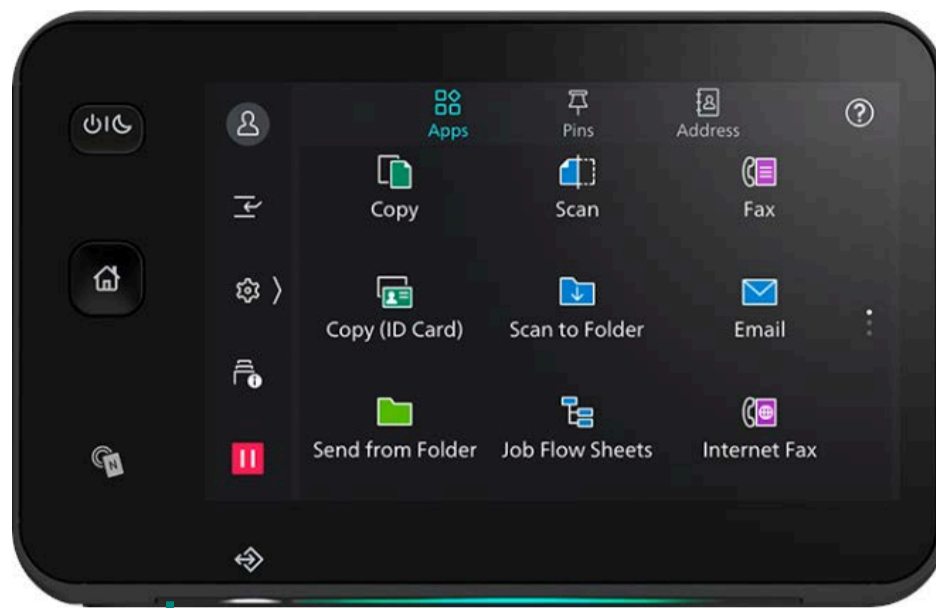 Apps Pins Address ?
Copy Scan Fax
Copy (ID Card) Scan to Folder Email
Send from Folder Job Flow Sheets Internet Fax
N